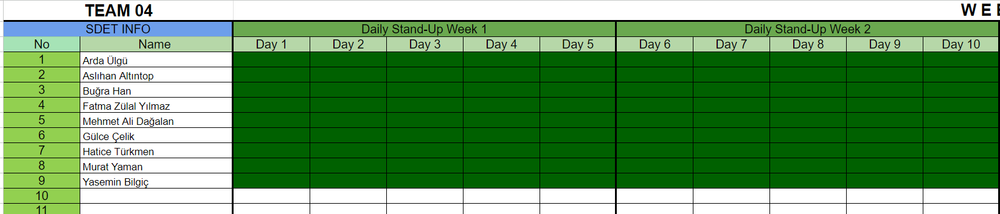 TEAM 04 W E E
SDET INFO Daily Stand-Up Week 1 Daily Stand-Up Week 2
No Name Day 1 Day 2 Day 3 Day 4 Day 5 Day 6 Day 7 Day 8 Day 9 Day 10
1 Arda Ülgü
2 Aslıhan Altıntop
3 Buğra Han
4 Fatma Zülal Yılmaz
5 Mehmet Ali Dağalan
6 Gülce Çelik
7 Hatice Türkmen
8 Murat Yaman
9 Yasemin Bilgiç
10
11